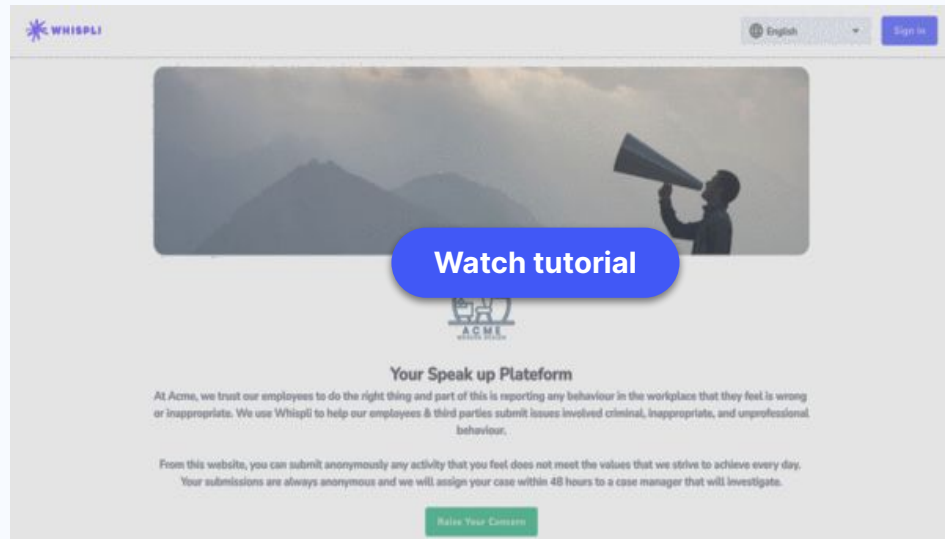 WHISPLI
English
Sign in
Watch tutorial
ACME
Your Speak up Plateform
At Acme, we trust our employees to do the right thing and part of this is reporting any behaviour in the workplace that they feel is wrong
or inappropriate. We use Whispli to help our employees & third parties submit issues involved criminal, inappropriate, and unprofessional
behaviour.
From this website, you can submit anonymously any activity that you feel does not meet the values that we strive to achieve every day.
Your submissions are always anonymous and we will assign your case within 48 hours to a case manager that will investigate.
Raise Your Concern